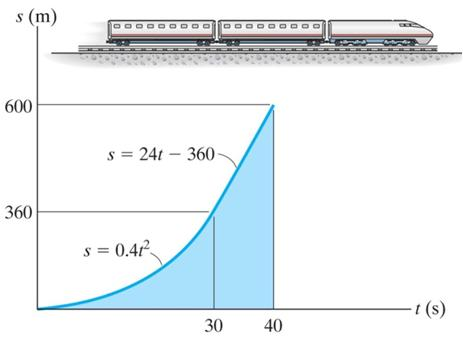 s (m)
600
s = 24t − 360
360
s = 0.4t²
t (s)
30 40